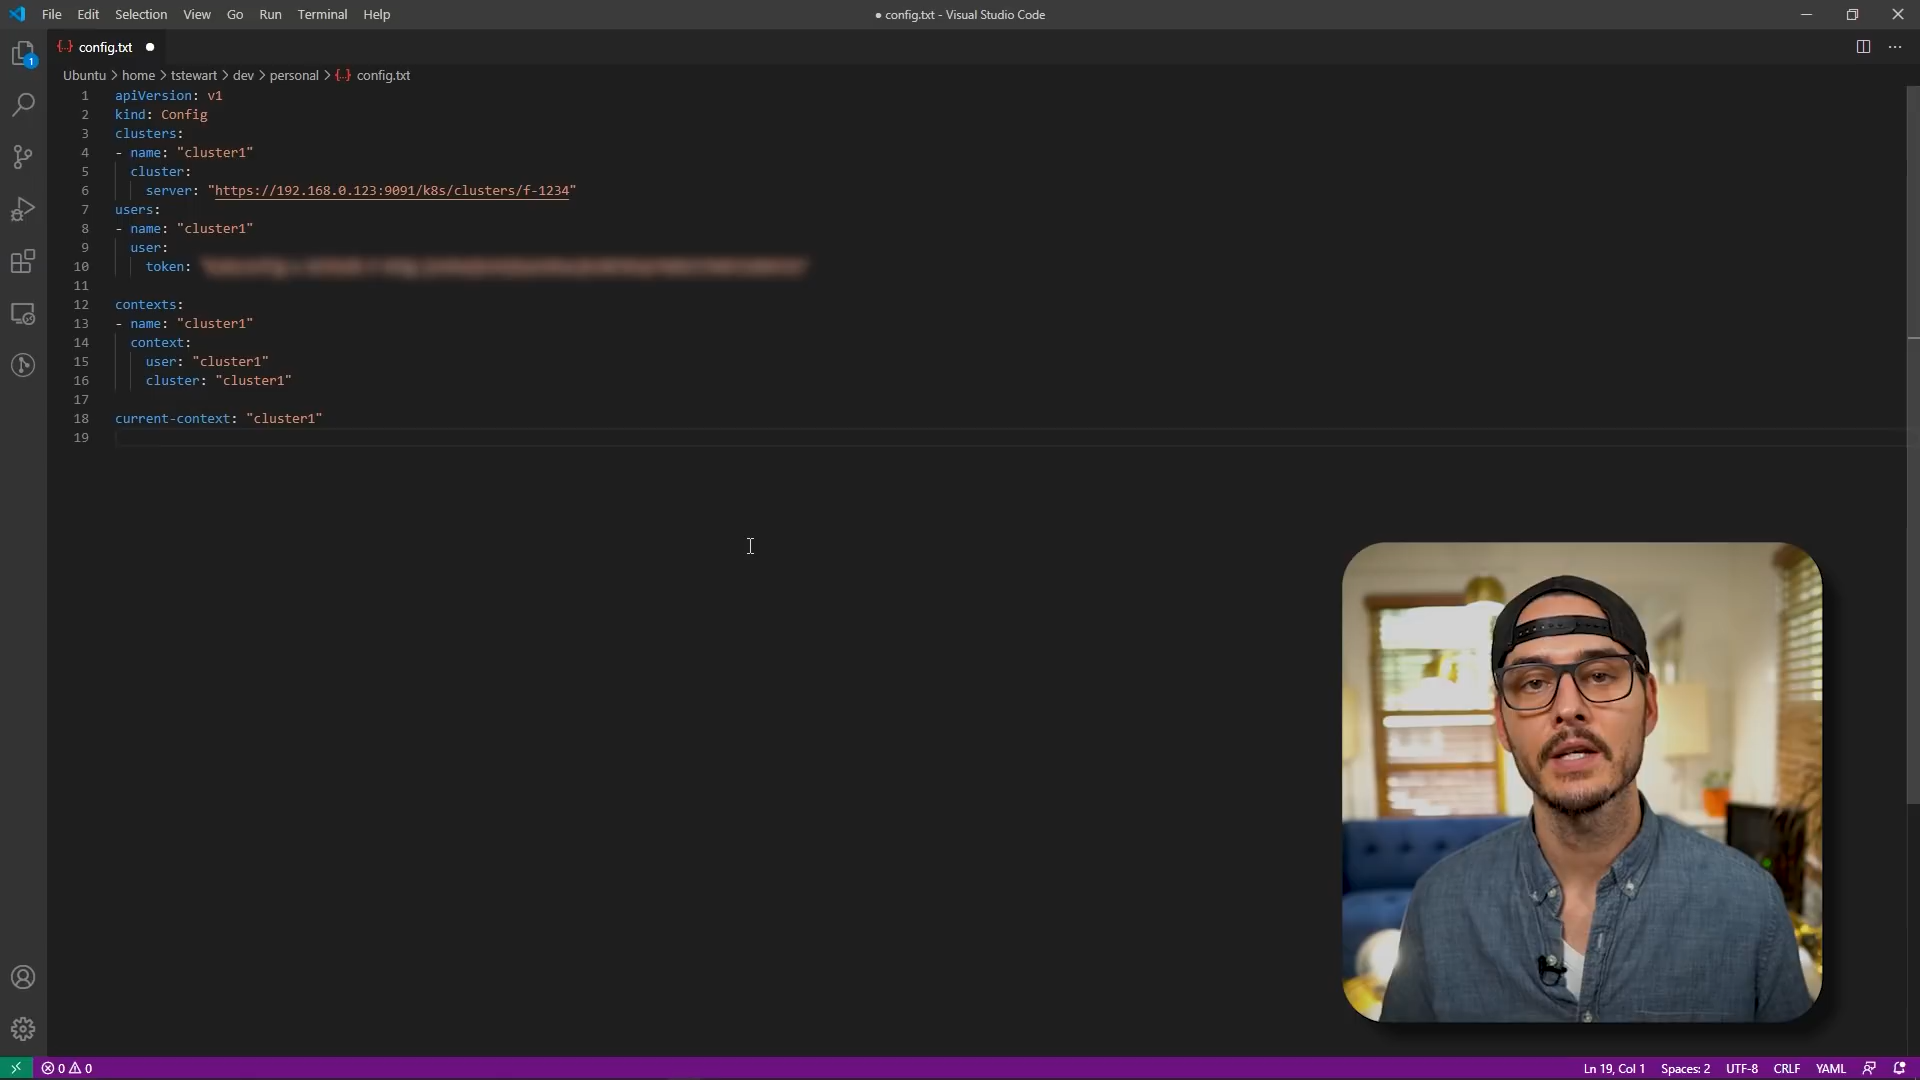 File Edit Selection View Go Run Terminal Help
● config.txt - Visual Studio Code
{..} config.txt ●
Ubuntu > home > tstewart > dev > personal > {..} config.txt
1 apiVersion: v1
2 kind: Config
3 clusters:
4 - name: "cluster1"
5 cluster:
6 server: "https://192.168.0.123:9091/k8s/clusters/f-1234"
7 users:
8 - name: "cluster1"
9 user:
10 token:
11
12 contexts:
13 - name: "cluster1"
14 context:
15 user: "cluster1"
16 cluster: "cluster1"
17
18 current-context: "cluster1"
19
1
0 0
Ln 19, Col 1 Spaces: 2 UTF-8 CRLF YAML